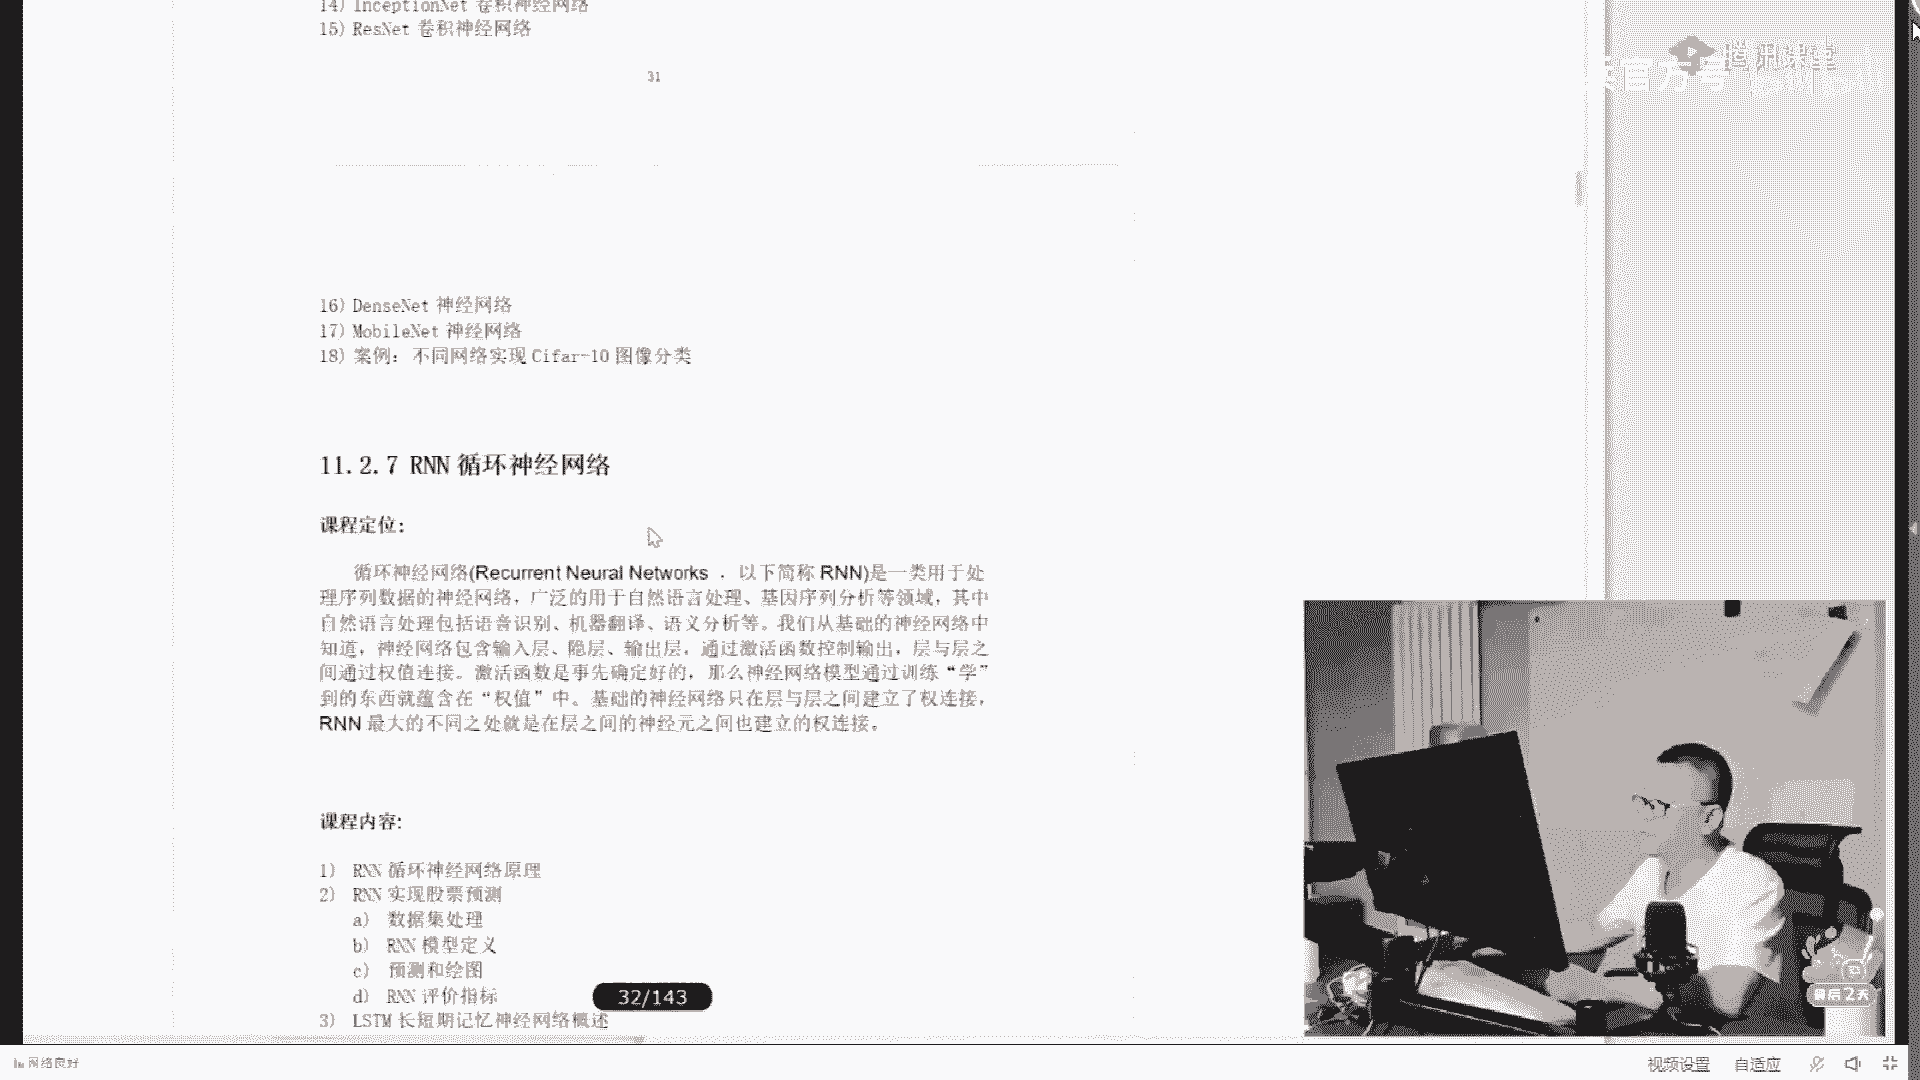 14) InceptionNet 卷积神经网络
15) ResNet 卷积神经网络
31
腾讯课堂
官方号
16) DenseNet 神经网络
17) MobileNet 神经网络
18) 案例：不同网络实现 Cifar-10 图像分类
11.2.7 RNN 循环神经网络
课程定位：
循环神经网络(Recurrent Neural Networks ，以下简称 RNN)是一类用于处
理序列数据的神经网络，广泛的用于自然语言处理、基因序列分析等领域，其中
自然语言处理包括语音识别、机器翻译、语义分析等。我们从基础的神经网络中
知道，神经网络包含输入层、隐层、输出层，通过激活函数控制输出，层与层之
间通过权值连接。激活函数是事先确定好的，那么神经网络模型通过训练“学”
到的东西就蕴含在“权值”中。基础的神经网络只在层与层之间建立了权连接，
RNN 最大的不同之处就是在层之间的神经元之间也建立的权连接。
课程内容：
1) RNN 循环神经网络原理
2) RNN 实现股票预测
a) 数据集处理
b) RNN 模型定义
c) 预测和绘图
d) RNN 评价指标
32/143
3) LSTM 长短期记忆神经网络概述
网络良好
视频设置 自适应